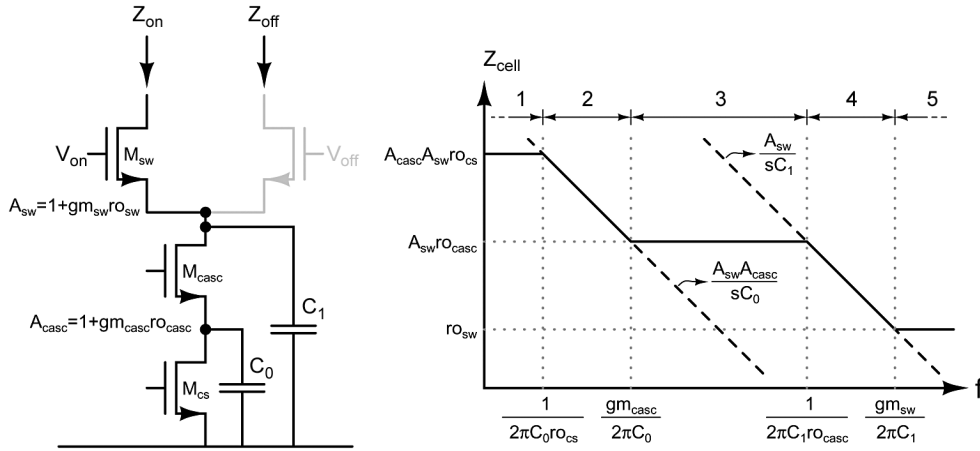 Z_on Z_off
V_on M_sw V_off
A_sw=1+gm_sw ro_sw
M_casc
A_casc=1+gm_casc ro_casc
C_1
C_0
M_cs
Z_cell
1 2 3 4 5
A_casc A_sw ro_cs
A_sw
sC_1
A_sw ro_casc
A_sw A_casc
sC_0
ro_sw
f
1
2πC_0 ro_cs
gm_casc
2πC_0
1
2πC_1 ro_casc
gm_sw
2πC_1